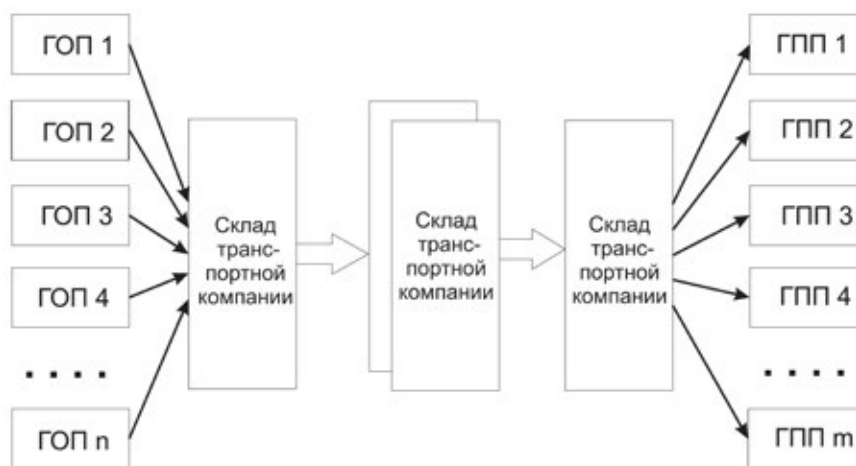 ГОП 1
ГОП 2
ГОП 3
ГОП 4
. . . .
ГОП n
Склад
транс-
портной
компании
Склад
транс-
портной
компании
Склад
транс-
портной
компании
ГПП 1
ГПП 2
ГПП 3
ГПП 4
. . . .
ГПП m